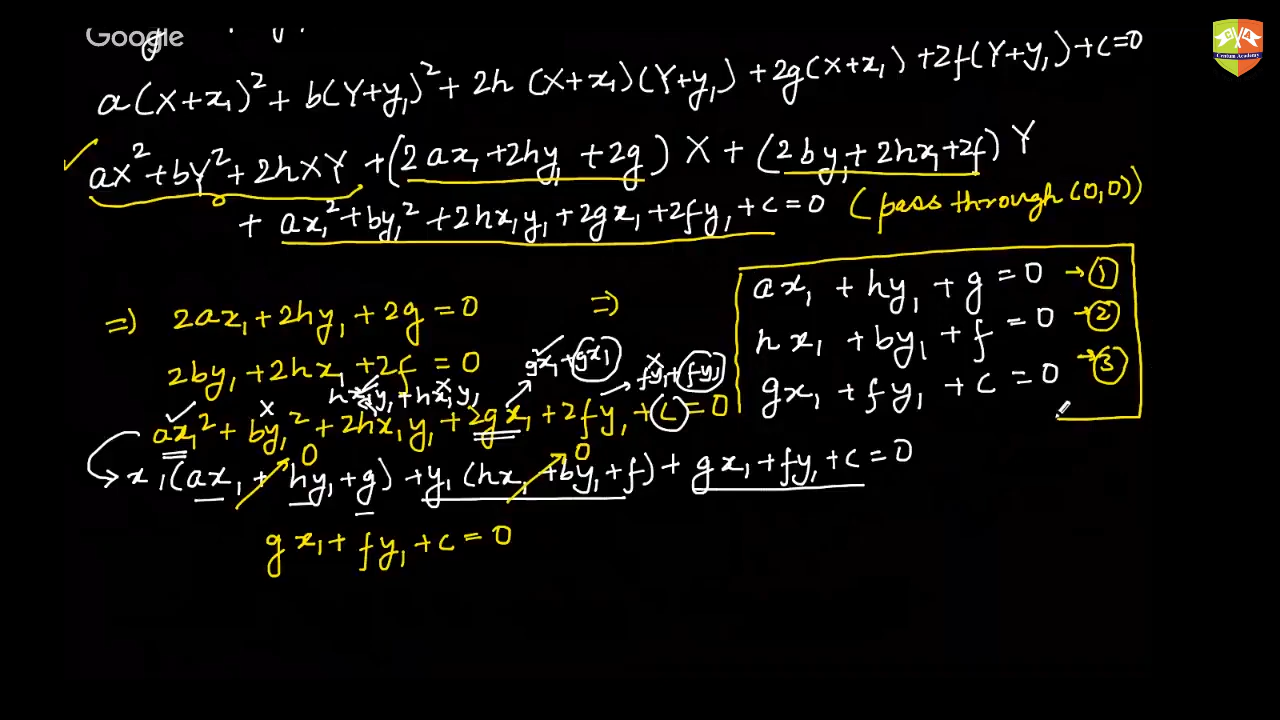 Google
a(X+x₁)² + b(Y+y₁)² + 2h (X+x₁)(Y+y₁) + 2g(X+x₁) + 2f(Y+y₁) + c=0
aX² + bY² + 2hXY + (2ax₁ + 2hy₁ + 2g) X + (2by₁ + 2hx₁ + 2f) Y
+ ax₁² + by₁² + 2hx₁y₁ + 2gx₁ + 2fy₁ + c = 0 (pass through (0,0))
⇒ 2ax₁ + 2hy₁ + 2g = 0 ⇒
ax₁ + hy₁ + g = 0 → ①
hx₁ + by₁ + f = 0 → ②
gx₁ + fy₁ + c = 0 → ③
2by₁ + 2hx₁ + 2f = 0
gx₁ + gx₁
fy₁ + fy₁
hx₁y₁ + hx₁y₁
ax₁² + by₁² + 2hx₁y₁ + 2gx₁ + 2fy₁ + c = 0
0 0
x₁(ax₁ + hy₁ + g) + y₁(hx₁ + by₁ + f) + gx₁ + fy₁ + c = 0
gx₁ + fy₁ + c = 0